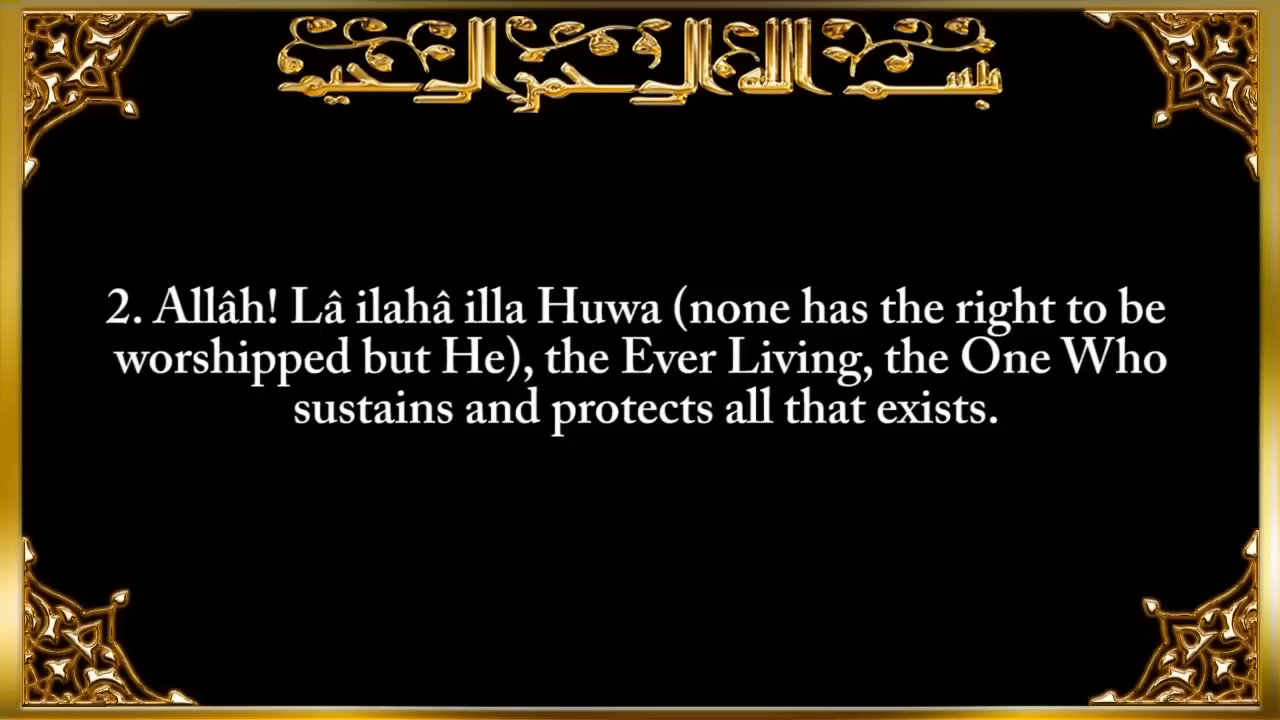 بسم الله الرحمن الرحيم
2. Allâh! Lâ ilahâ illa Huwa (none has the right to be
worshipped but He), the Ever Living, the One Who
sustains and protects all that exists.